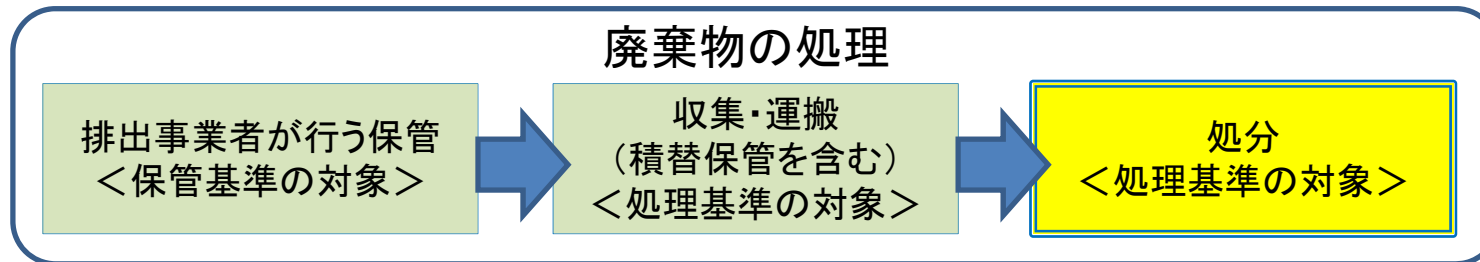 廃棄物の処理
排出事業者が行う保管
＜保管基準の対象＞
収集・運搬
（積替保管を含む）
＜処理基準の対象＞
処分
＜処理基準の対象＞